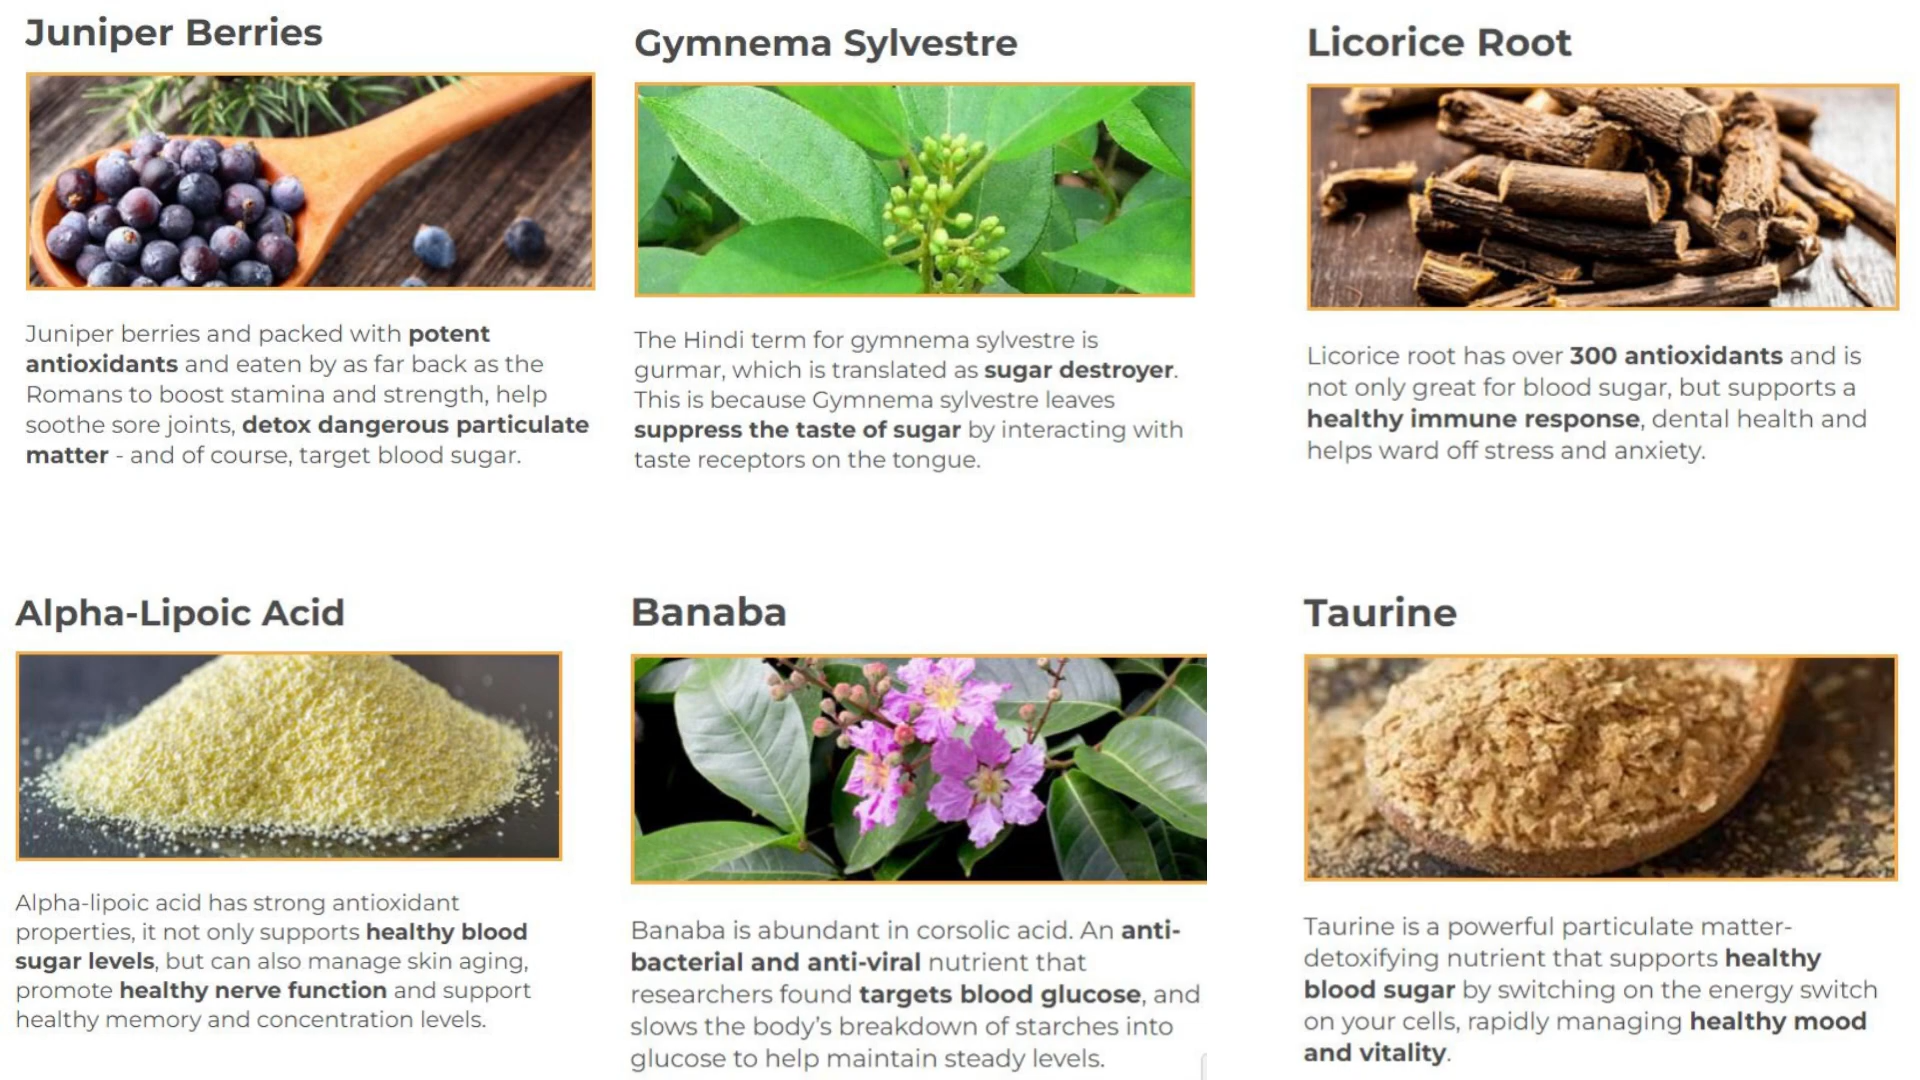 Juniper Berries
Juniper berries and packed with potent
antioxidants and eaten by as far back as the
Romans to boost stamina and strength, help
soothe sore joints, detox dangerous particulate
matter - and of course, target blood sugar.
Gymnema Sylvestre
The Hindi term for gymnema sylvestre is
gurmar, which is translated as sugar destroyer.
This is because Gymnema sylvestre leaves
suppress the taste of sugar by interacting with
taste receptors on the tongue.
Licorice Root
Licorice root has over 300 antioxidants and is
not only great for blood sugar, but supports a
healthy immune response, dental health and
helps ward off stress and anxiety.
Alpha-Lipoic Acid
Alpha-lipoic acid has strong antioxidant
properties, it not only supports healthy blood
sugar levels, but can also manage skin aging,
promote healthy nerve function and support
healthy memory and concentration levels.
Banaba
Banaba is abundant in corsolic acid. An anti-
bacterial and anti-viral nutrient that
researchers found targets blood glucose, and
slows the body's breakdown of starches into
glucose to help maintain steady levels.
Taurine
Taurine is a powerful particulate matter-
detoxifying nutrient that supports healthy
blood sugar by switching on the energy switch
on your cells, rapidly managing healthy mood
and vitality.